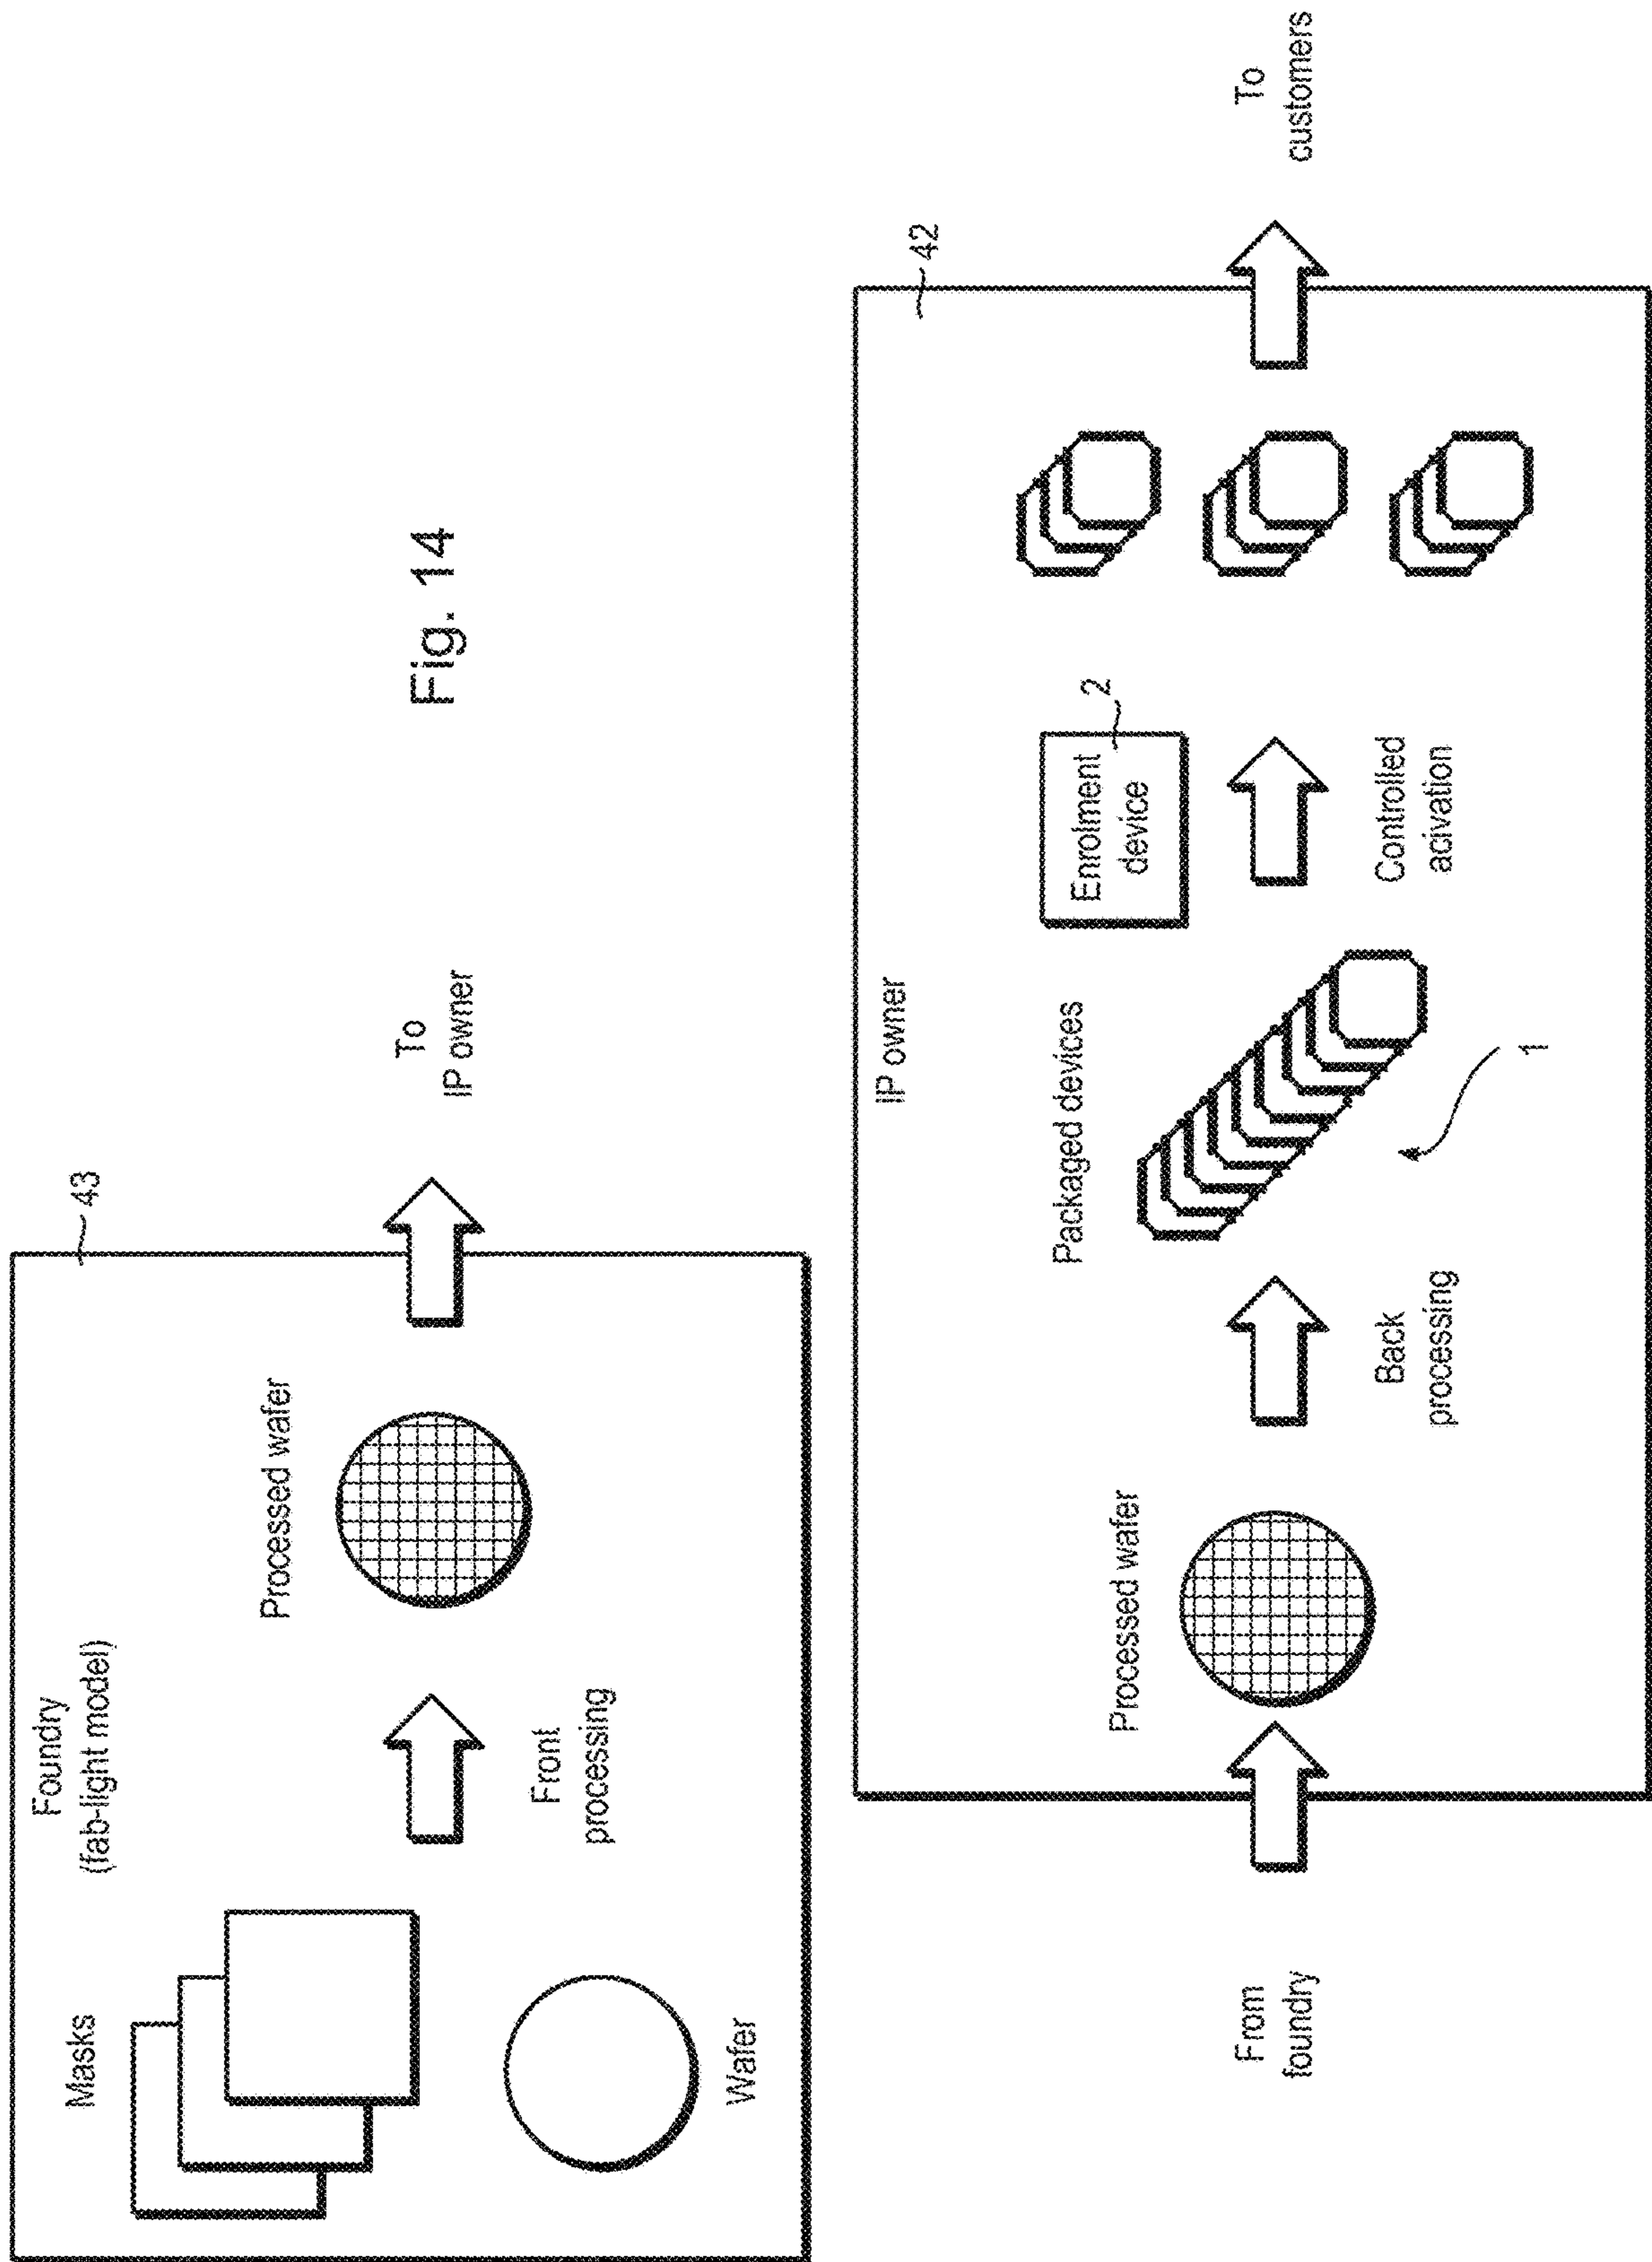 Foundry
(fab-light model)
43
Masks
Wafer
Front
processing
Processed wafer
To
IP owner
Fig. 14
IP owner
42
From
foundry
Processed wafer
Back
processing
Packaged devices
1
Enrolment
device
2
Controlled
acivation
To
customers